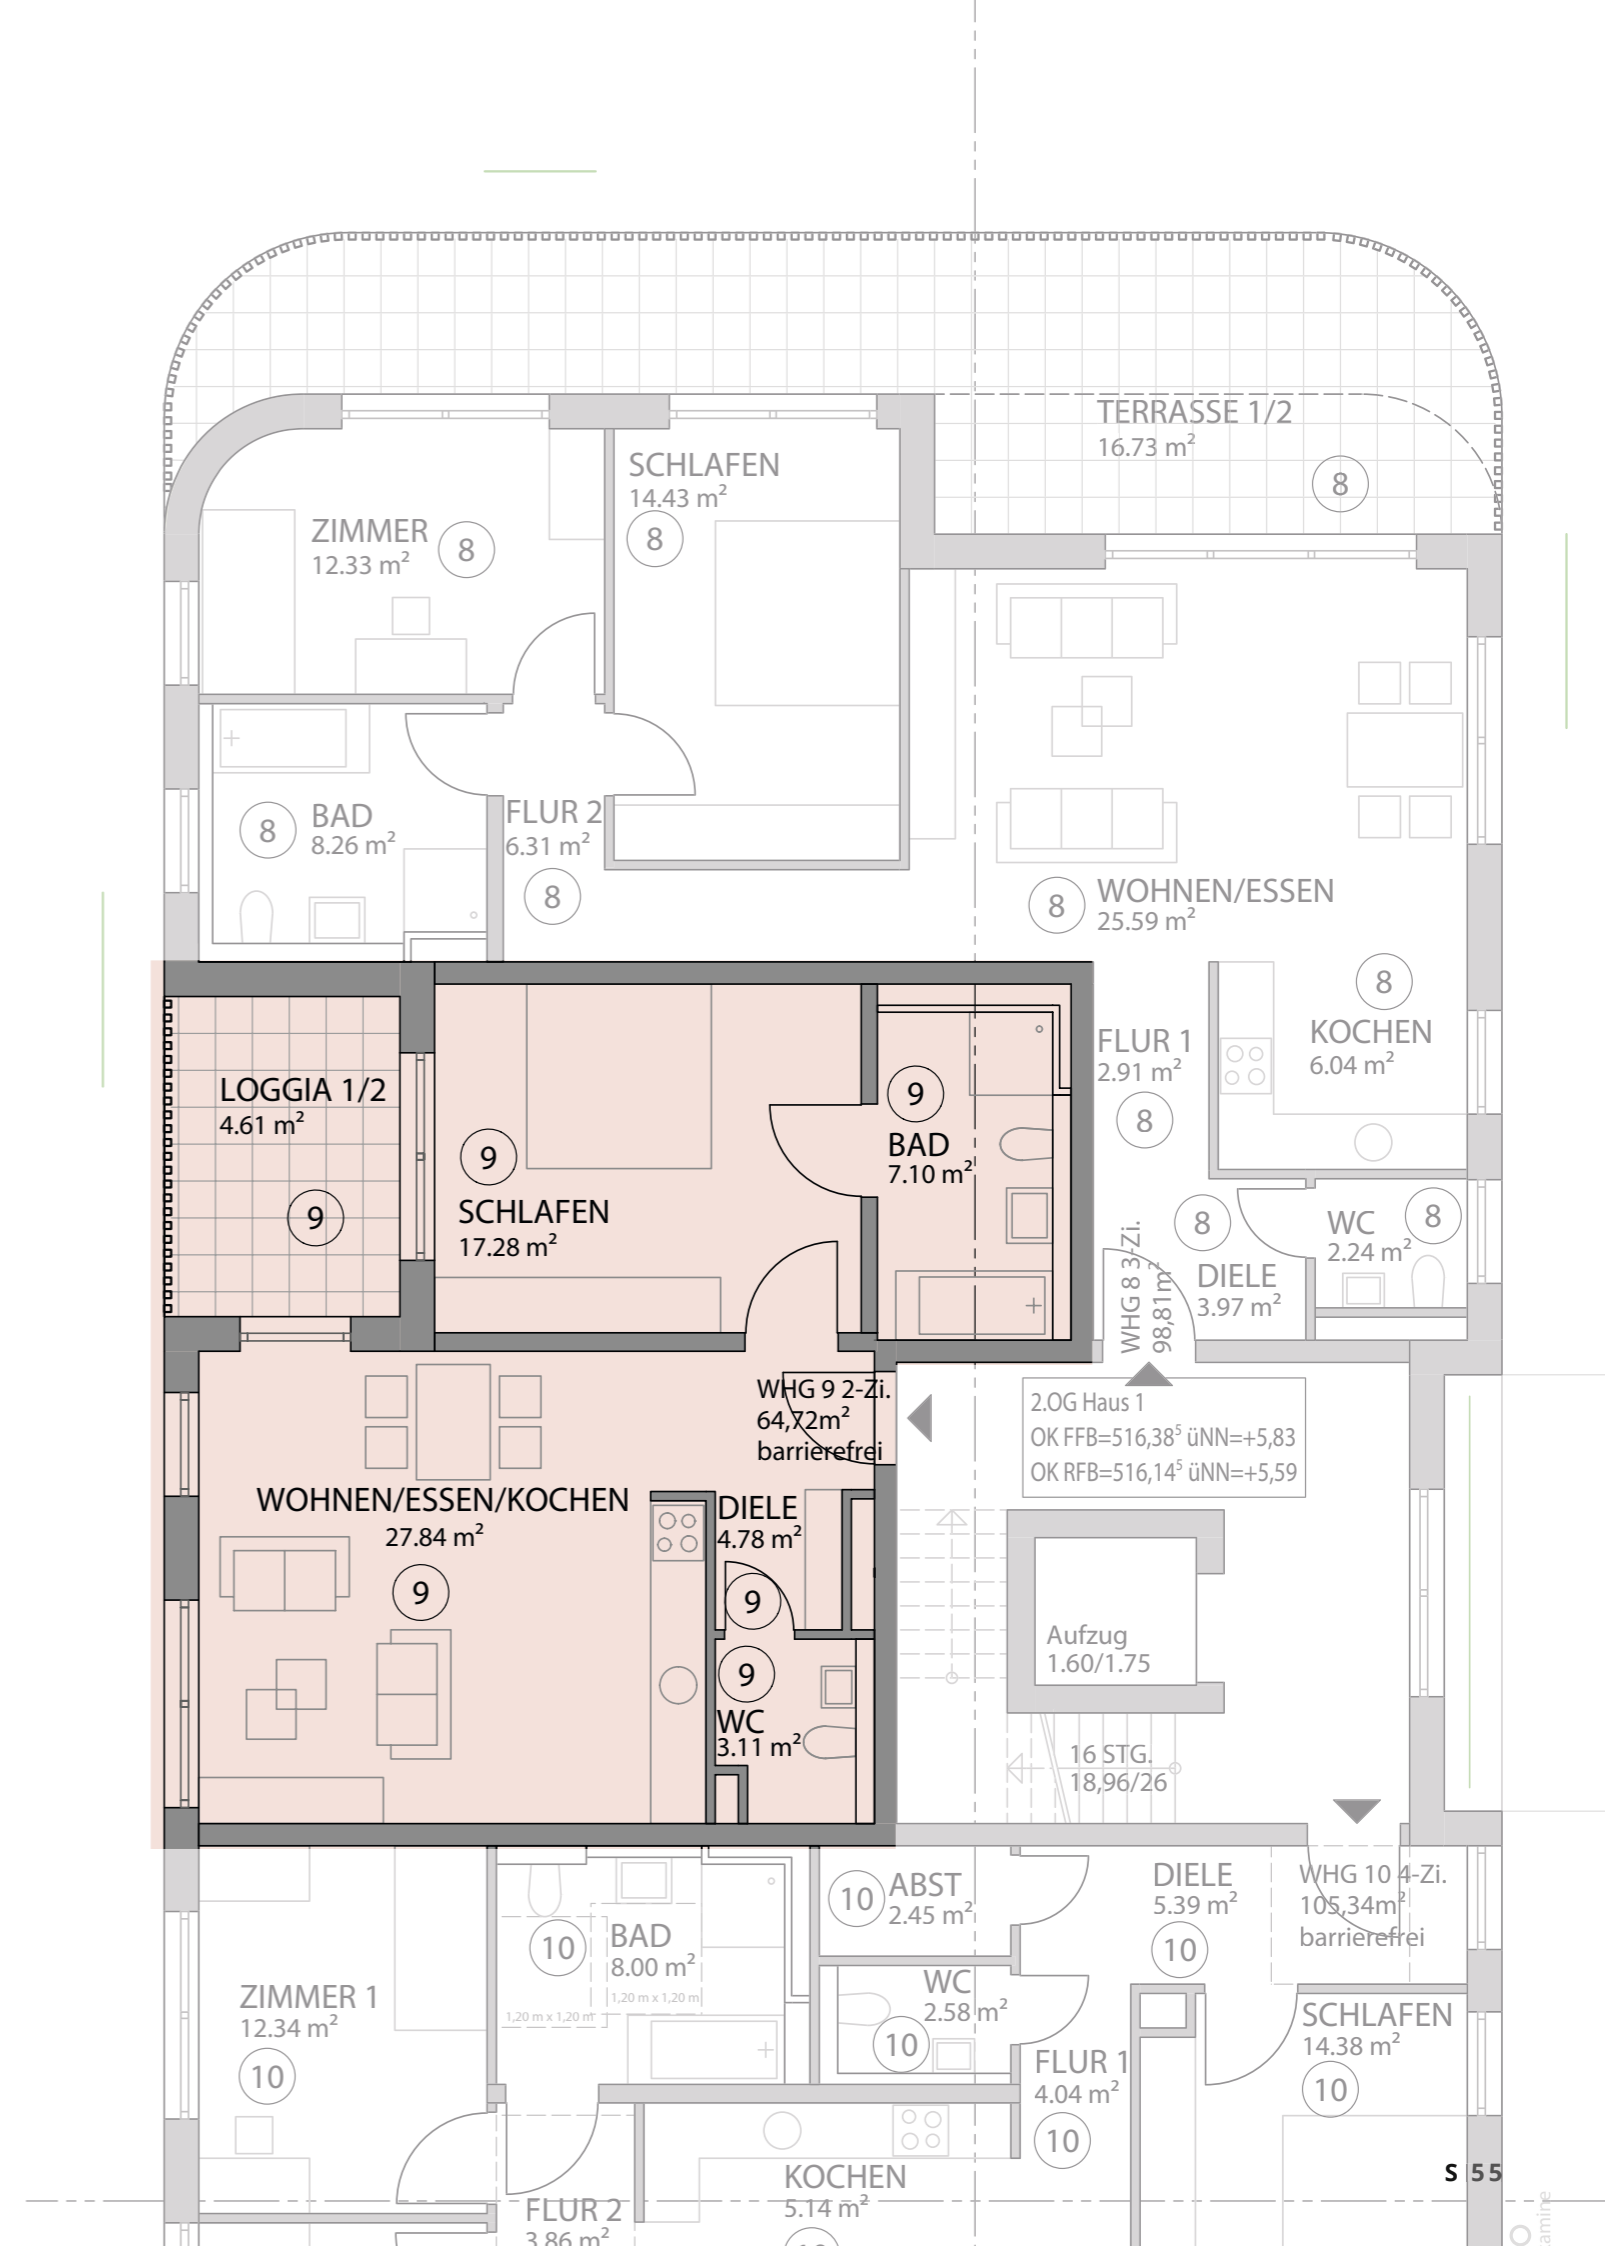 TERRASSE 1/2
16.73 m²
8
SCHLAFEN
14.43 m²
8
ZIMMER
12.33 m²
8
BAD
8.26 m²
8
FLUR 2
6.31 m²
8
WOHNEN/ESSEN
25.59 m²
8
8
KOCHEN
6.04 m²
FLUR 1
2.91 m²
8
LOGGIA 1/2
4.61 m²
9
9
SCHLAFEN
17.28 m²
9
BAD
7.10 m²
WHG 8 3-Zi.
98,81m²
8
DIELE
3.97 m²
WC
2.24 m²
8
WHG 9 2-Zi.
64,72m²
barrierefrei
2.OG Haus 1
OK FFB=516,38⁵ üNN=+5,83
OK RFB=516,14⁵ üNN=+5,59
WOHNEN/ESSEN/KOCHEN
27.84 m²
9
DIELE
4.78 m²
9
9
WC
3.11 m²
Aufzug
1.60/1.75
16 STG.
18,96/26
ABST
2.45 m²
10
DIELE
5.39 m²
10
WHG 10 4-Zi.
105,34m²
barrierefrei
10
BAD
8.00 m²
1,20 m x 1,20 m
1,20 m x 1,20 m
WC
2.58 m²
10
ZIMMER 1
12.34 m²
10
SCHLAFEN
14.38 m²
10
FLUR 1
4.04 m²
10
KOCHEN
5.14 m²
FLUR 2
3.86 m²
S 55